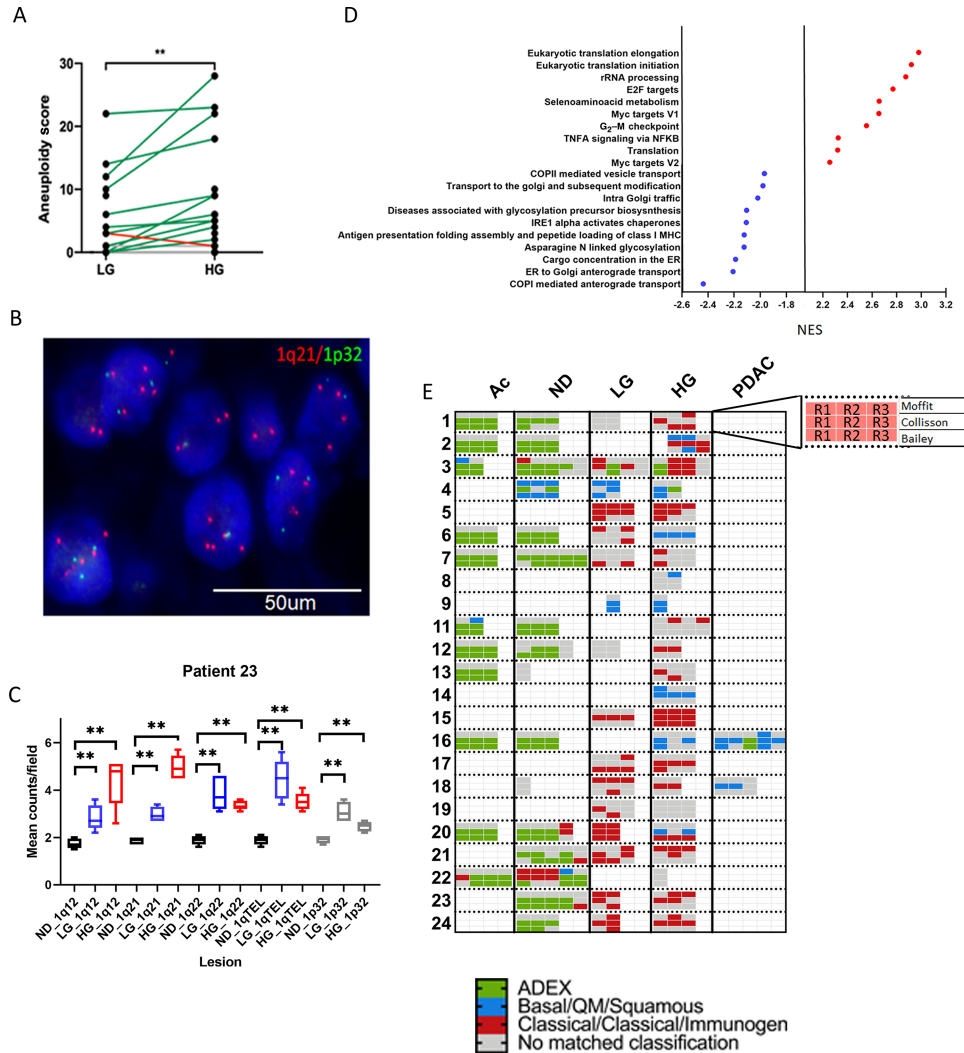 A
**
30
20
10
0
Aneuploidy score
LG
HG
B
1q21/1p32
50um
Patient 23
C
** ** ** ** **
** ** ** ** **
6
4
2
0
Mean counts/field
ND_1q12
LG_1q12
HG_1q12
ND_1q21
LG_1q21
HG_1q21
ND_1q22
LG_1q22
HG_1q22
ND_1qTEL
LG_1qTEL
HG_1qTEL
ND_1p32
LG_1p32
HG_1p32
Lesion
D
Eukaryotic translation elongation
Eukaryotic translation initiation
rRNA processing
E2F targets
Selenoaminoacid metabolism
Myc targets V1
G2–M checkpoint
TNFA signaling via NFKB
Translation
Myc targets V2
COPII mediated vesicle transport
Transport to the golgi and subsequent modification
Intra Golgi traffic
Diseases associated with glycosylation precursor biosysnthesis
IRE1 alpha activates chaperones
Antigen presentation folding assembly and pepetide loading of class I MHC
Asparagine N linked glycosylation
Cargo concentration in the ER
ER to Golgi anterograde transport
COPI mediated anterograde transport
-2.6 -2.4 -2.2 -2.0 -1.8 2.2 2.4 2.6 2.8 3.0 3.2
NES
E
Ac ND LG HG PDAC
R1 R2 R3 Moffit
R1 R2 R3 Collisson
R1 R2 R3 Bailey
1
2
3
4
5
6
7
8
9
11
12
13
14
15
16
17
18
19
20
21
22
23
24
ADEX
Basal/QM/Squamous
Classical/Classical/Immunogen
No matched classification